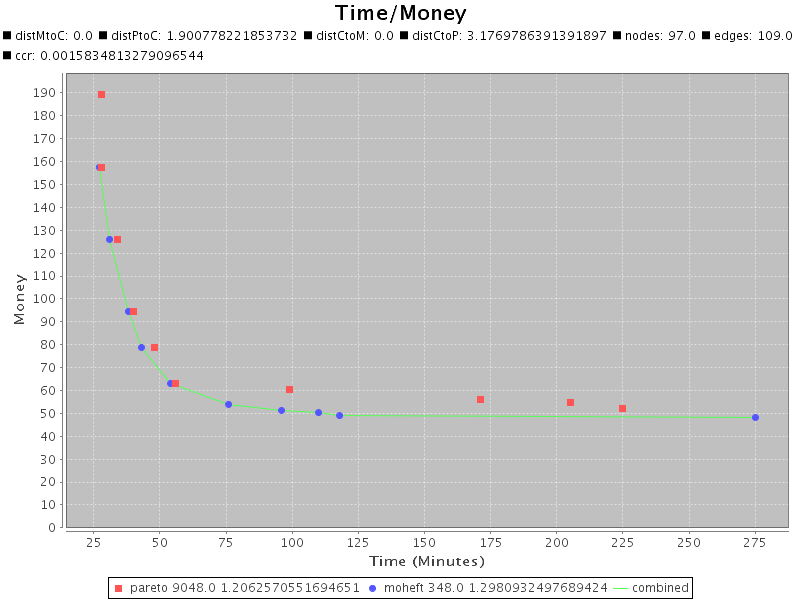 Time/Money
■ distMtoC: 0.0 ■ distPtoC: 1.900778221853732 ■ distCtoM: 0.0 ■ distCtoP: 3.1769786391391897 ■ nodes: 97.0 ■ edges: 109.0
■ ccr: 0.0015834813279096544
190
180
170
160
150
140
130
120
110
100
90
80
70
60
50
40
30
20
10
0
Money
25 50 75 100 125 150 175 200 225 250 275
Time (Minutes)
pareto 9048.0 1.2062570551694651 moheft 348.0 1.2980932497689424 combined